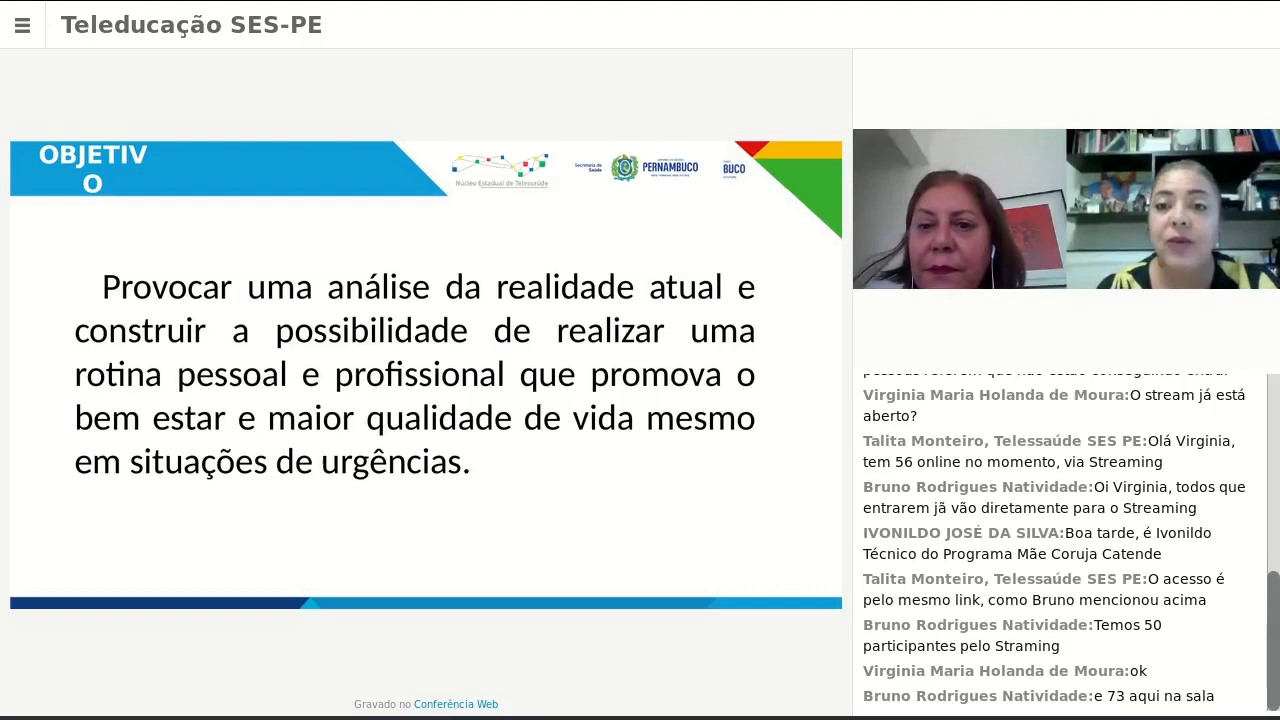 Teleducação SES-PE
OBJETIV
O
Núcleo Estadual de Telessaúde
Secretaria de
Saúde
PERNAMBUCO
BUCO
Provocar uma análise da realidade atual e
construir a possibilidade de realizar uma
rotina pessoal e profissional que promova o
bem estar e maior qualidade de vida mesmo
em situações de urgências.
Gravado no Conferência Web
Virginia Maria Holanda de Moura:O stream já está
aberto?
Talita Monteiro, Telessaúde SES PE:Olá Virginia,
tem 56 online no momento, via Streaming
Bruno Rodrigues Natividade:Oi Virginia, todos que
entrarem jã vão diretamente para o Streaming
IVONILDO JOSÉ DA SILVA:Boa tarde, é Ivonildo
Técnico do Programa Mãe Coruja Catende
Talita Monteiro, Telessaúde SES PE:O acesso é
pelo mesmo link, como Bruno mencionou acima
Bruno Rodrigues Natividade:Temos 50
participantes pelo Straming
Virginia Maria Holanda de Moura:ok
Bruno Rodrigues Natividade:e 73 aqui na sala